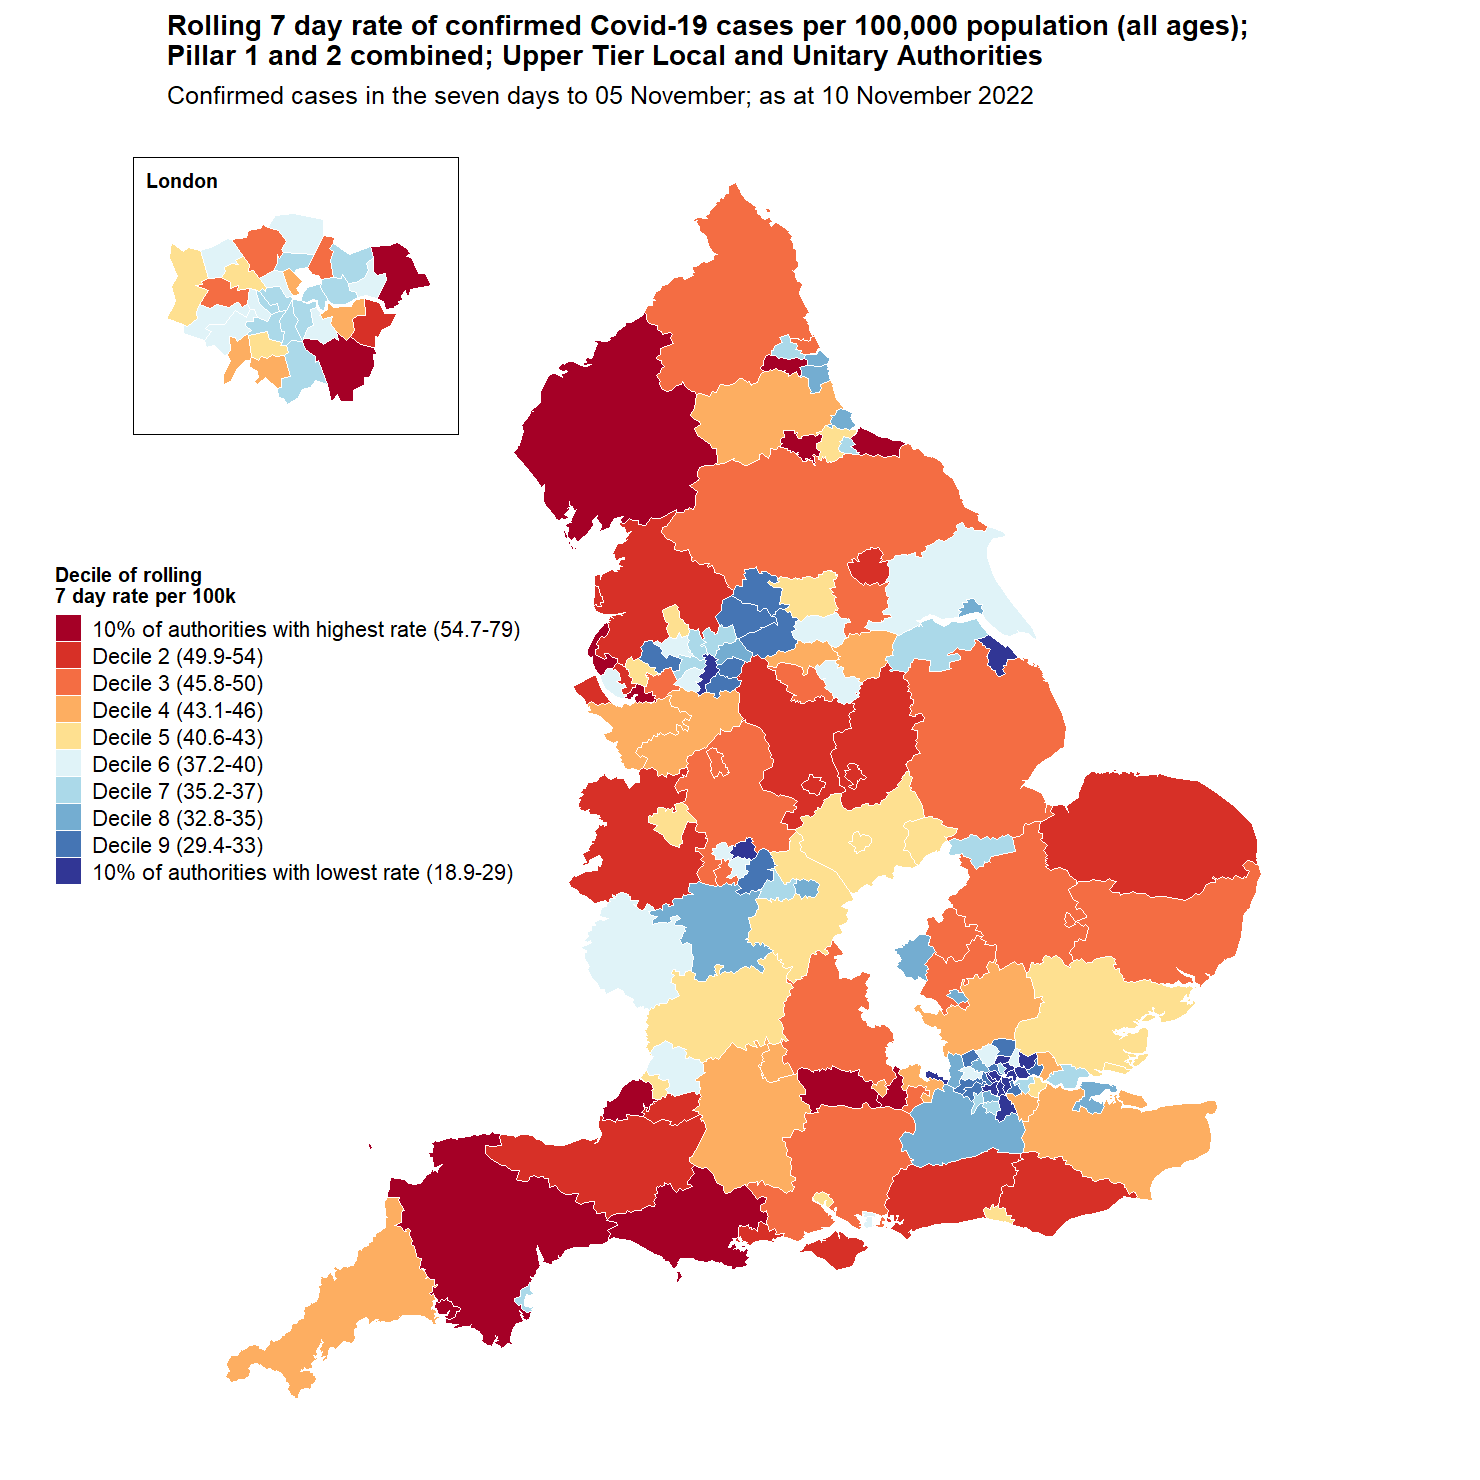 Rolling 7 day rate of confirmed Covid-19 cases per 100,000 population (all ages);
Pillar 1 and 2 combined; Upper Tier Local and Unitary Authorities
Confirmed cases in the seven days to 05 November; as at 10 November 2022
London
Decile of rolling
7 day rate per 100k
10% of authorities with highest rate (54.7-79)
Decile 2 (49.9-54)
Decile 3 (45.8-50)
Decile 4 (43.1-46)
Decile 5 (40.6-43)
Decile 6 (37.2-40)
Decile 7 (35.2-37)
Decile 8 (32.8-35)
Decile 9 (29.4-33)
10% of authorities with lowest rate (18.9-29)